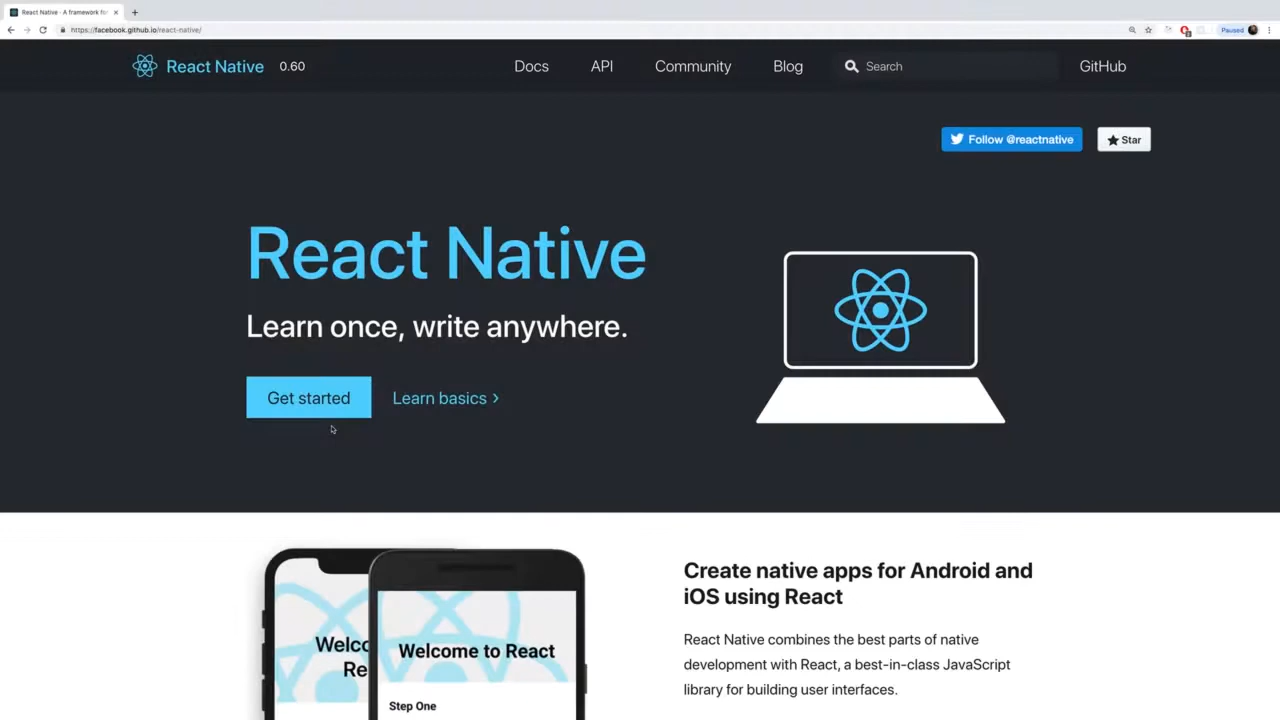 React Native · A framework for
https://facebook.github.io/react-native/
Paused
React Native 0.60
Docs
API
Community
Blog
Search
GitHub
Follow @reactnative
Star
React Native
Learn once, write anywhere.
Get started
Learn basics ›
Create native apps for Android and
iOS using React
React Native combines the best parts of native
development with React, a best-in-class JavaScript
library for building user interfaces.
Welco
Re
Welcome to React
Step One